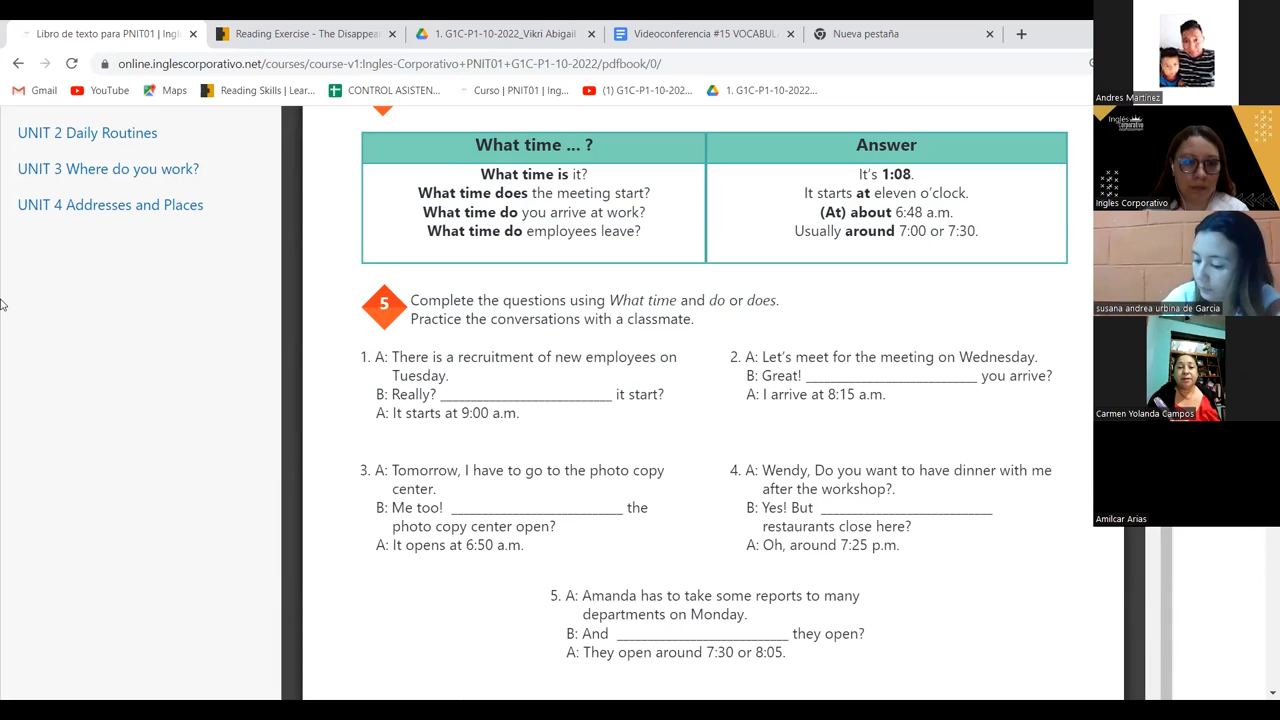 Libro de texto para PNIT01 | Ingl
Reading Exercise - The Disappea
1. G1C-P1-10-2022_Vikri Abigail
Videoconferencia #15 VOCABUL
Nueva pestaña
online.inglescorporativo.net/courses/course-v1:Ingles-Corporativo+PNIT01+G1C-P1-10-2022/pdfbook/0/
Gmail
YouTube
Maps
Reading Skills | Lear...
CONTROL ASISTEN...
Curso | PNIT01 | Ing...
(1) G1C-P1-10-202...
1. G1C-P1-10-2022...
UNIT 2 Daily Routines
UNIT 3 Where do you work?
UNIT 4 Addresses and Places
What time ... ?
Answer
What time is it?
It's 1:08.
What time does the meeting start?
It starts at eleven o'clock.
What time do you arrive at work?
(At) about 6:48 a.m.
What time do employees leave?
Usually around 7:00 or 7:30.
5
Complete the questions using What time and do or does.
Practice the conversations with a classmate.
1. A: There is a recruitment of new employees on
Tuesday.
B: Really? ______________________ it start?
A: It starts at 9:00 a.m.
2. A: Let's meet for the meeting on Wednesday.
B: Great! ______________________ you arrive?
A: I arrive at 8:15 a.m.
3. A: Tomorrow, I have to go to the photo copy
center.
B: Me too! ______________________ the
photo copy center open?
A: It opens at 6:50 a.m.
4. A: Wendy, Do you want to have dinner with me
after the workshop?.
B: Yes! But ______________________
restaurants close here?
A: Oh, around 7:25 p.m.
5. A: Amanda has to take some reports to many
departments on Monday.
B: And ______________________ they open?
A: They open around 7:30 or 8:05.
Andres Martinez
Inglés
Corporativo
Ingles Corporativo
susana andrea urbina de Garcia
Carmen Yolanda Campos
Amilcar Arias